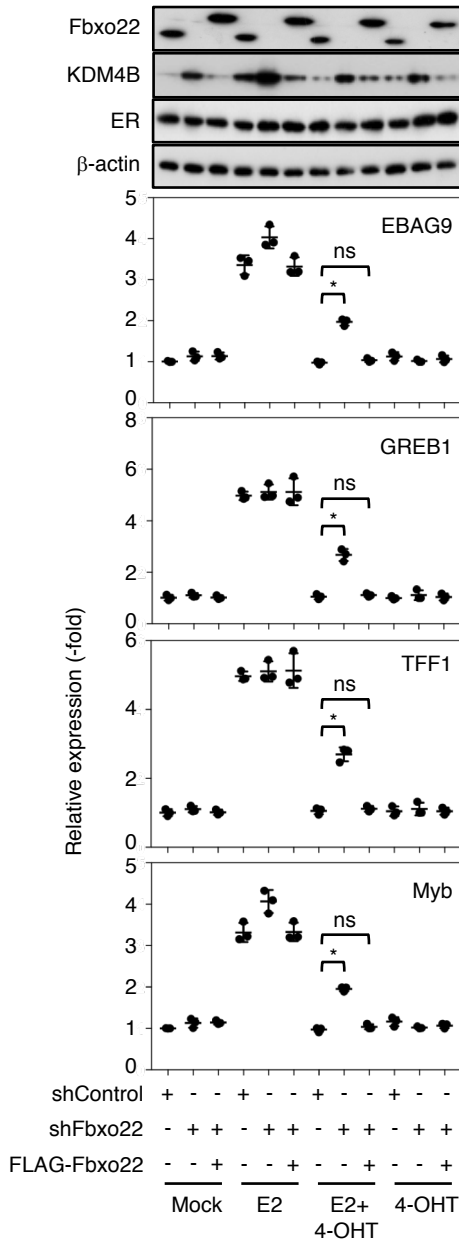 Fbxo22
KDM4B
ER
β-actin
Relative expression (-fold)
5
4
3
2
1
0
EBAG9
ns
*
8
6
4
2
0
GREB1
ns
*
6
4
2
0
TFF1
ns
*
5
4
3
2
1
0
Myb
ns
*
shControl + - - + - - + - - + - -
shFbxo22 - + + - + + - + + - + +
FLAG-Fbxo22 - - + - - + - - + - - +
Mock E2 E2+ 4-OHT
4-OHT